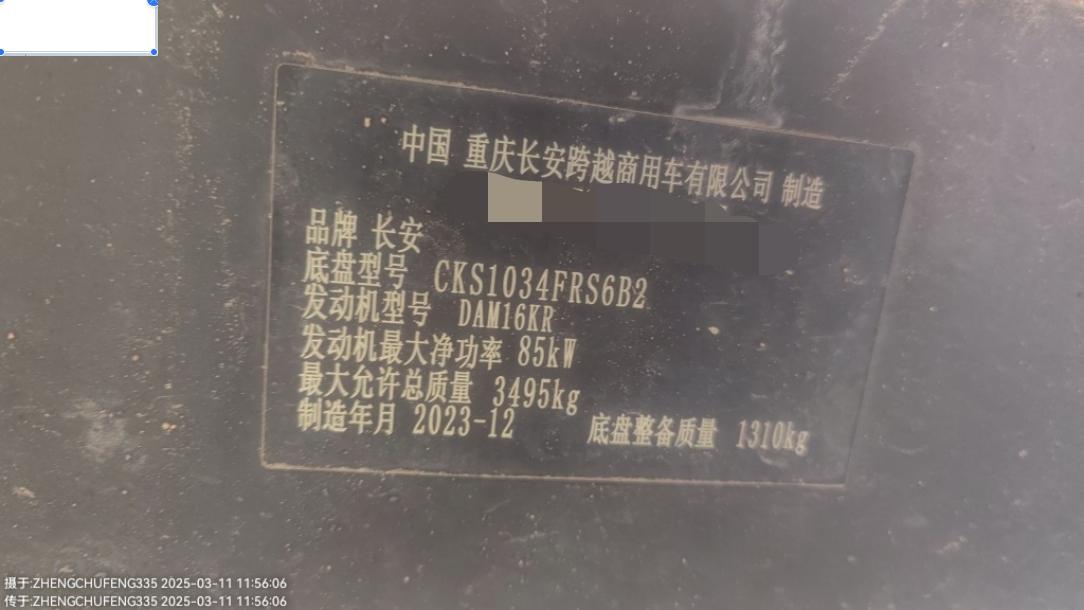 中国 重庆长安跨越商用车有限公司 制造
品牌 长安
底盘型号 CKS1034FRS6B2
发动机型号 DAM16KR
发动机最大净功率 85kW
最大允许总质量 3495kg
制造年月 2023-12 底盘整备质量 1310kg
摄于:ZHENGCHUFENG335 2025-03-11 11:56:06
传于:ZHENGCHUFENG335 2025-03-11 11:56:06